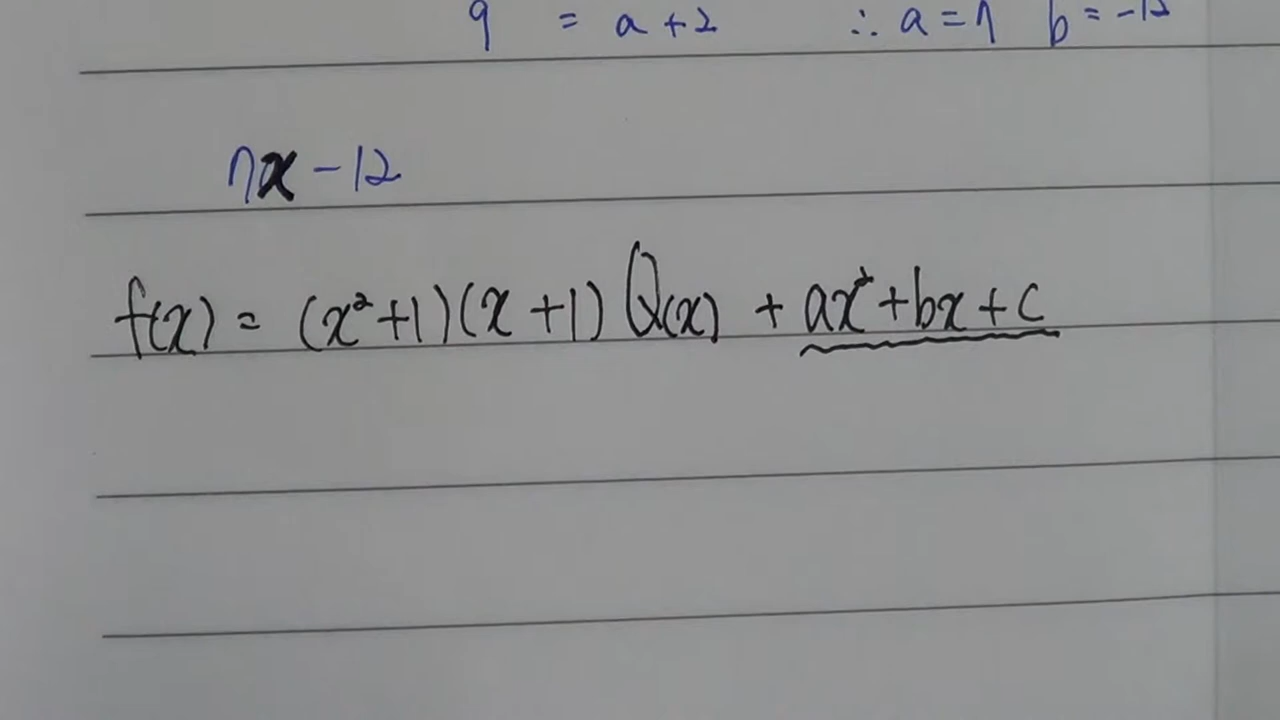 9 = a + 2 ∴ a = 7 b = -12
7x - 12
f(x) = (x²+1)(x+1)Q(x) + ax²+bx+c